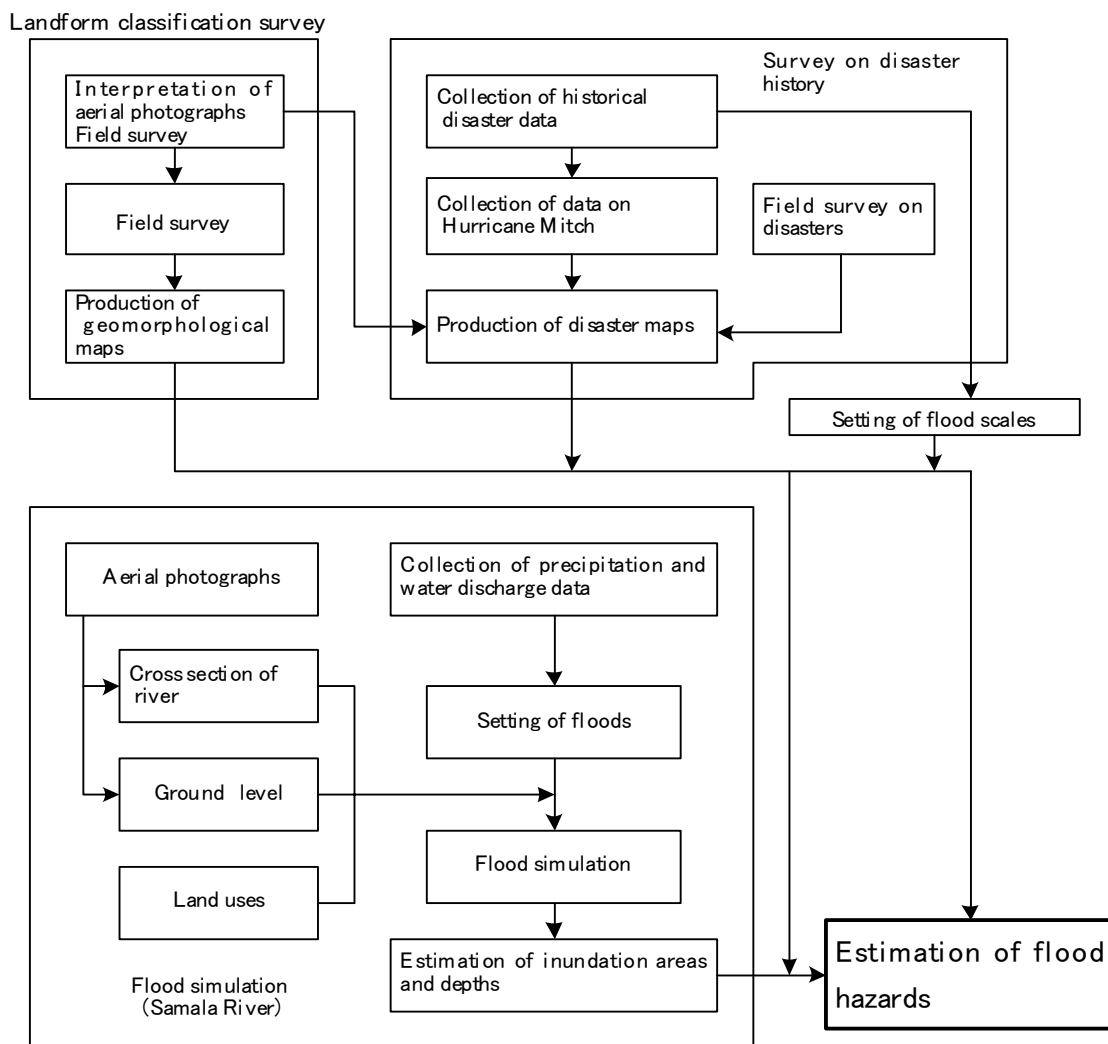 Landform classification survey
Interpretation of
aerial photographs
Field survey
Field survey
Production of
geomorphological
maps
Survey on disaster
history
Collection of historical
disaster data
Collection of data on
Hurricane Mitch
Field survey on
disasters
Production of disaster maps
Setting of flood scales
Aerial photographs
Cross section of
river
Ground level
Land uses
Flood simulation
(Samala River)
Collection of precipitation and
water discharge data
Setting of floods
Flood simulation
Estimation of inundation areas
and depths
Estimation of flood
hazards